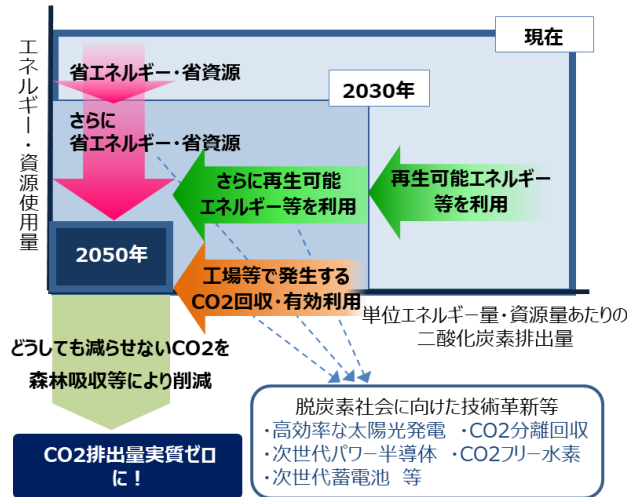 エネルギー・資源使用量
現在
省エネルギー・省資源
2030年
さらに
省エネルギー・省資源
さらに再生可能
エネルギー等を利用
再生可能エネルギー
等を利用
2050年
工場等で発生する
CO2回収・有効利用
単位エネルギー量・資源量あたりの
二酸化炭素排出量
どうしても減らせないCO2を
森林吸収等により削減
CO2排出量実質ゼロ
に！
脱炭素社会に向けた技術革新等
・高効率な太陽光発電 ・CO2分離回収
・次世代パワー半導体 ・CO2フリー水素
・次世代蓄電池 等